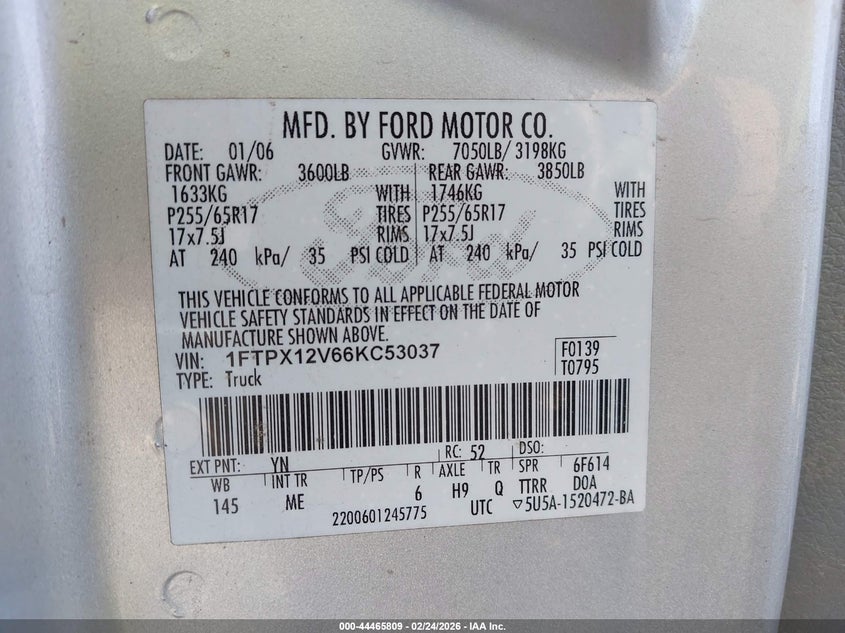 MFD. BY FORD MOTOR CO.
DATE: 01/06 GVWR: 7050LB/ 3198KG
FRONT GAWR: 3600LB REAR GAWR: 3850LB
1633KG WITH 1746KG WITH
P255/65R17 TIRES P255/65R17 TIRES
17x7.5J RIMS 17x7.5J RIMS
AT 240 kPa/ 35 PSI COLD AT 240 kPa/ 35 PSI COLD
Ford
THIS VEHICLE CONFORMS TO ALL APPLICABLE FEDERAL MOTOR
VEHICLE SAFETY STANDARDS IN EFFECT ON THE DATE OF
MANUFACTURE SHOWN ABOVE.
VIN: 1FTPX12V66KC53037 F0139
TYPE: Truck T0795
EXT PNT: YN RC: 52 DSO:
WB INT TR TP/PS R AXLE TR SPR 6F614
145 ME 6 H9 Q TTRR DOA
2200601245775 UTC ▽5U5A-1520472-BA
000-44465809 - 02/24/2026 - IAA Inc.